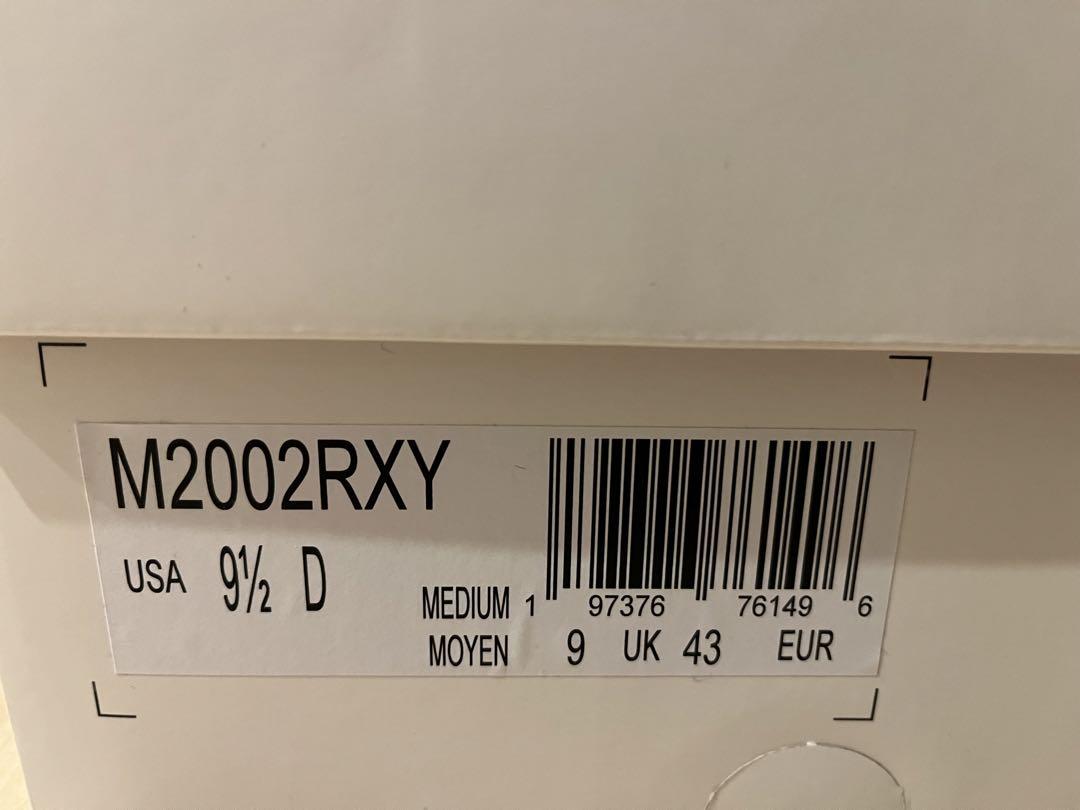 M2002RXY
USA 9½ D
MEDIUM 1 97376 76149 6
MOYEN 9 UK 43 EUR